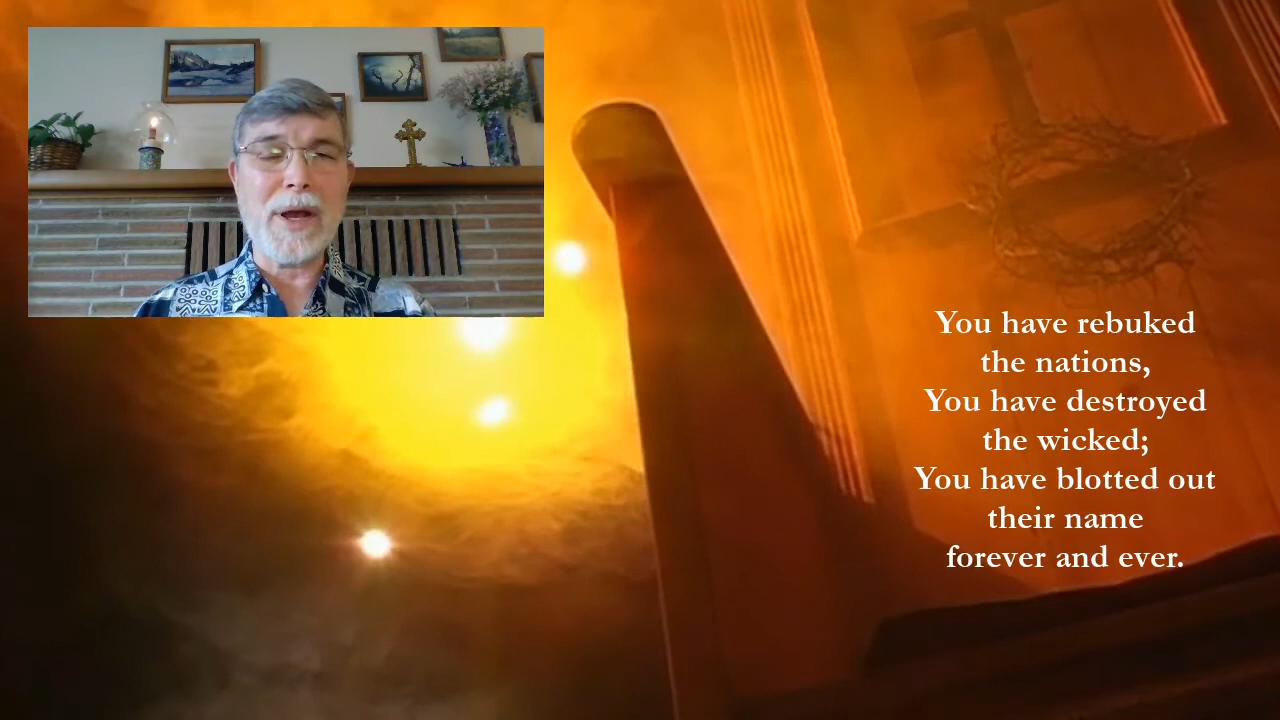 You have rebuked
the nations,
You have destroyed
the wicked;
You have blotted out
their name
forever and ever.